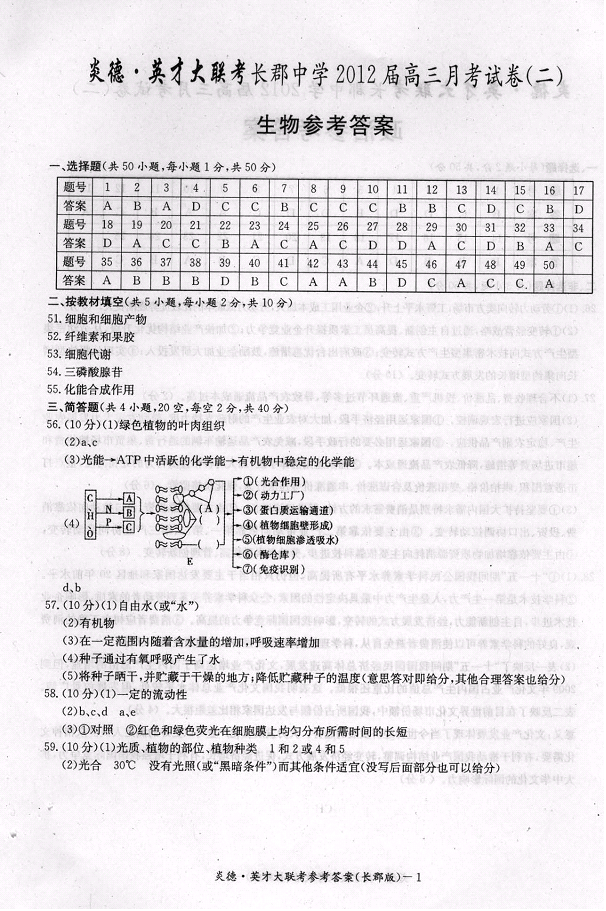 炎德·英才大联考长郡中学2012届高三月考试卷(二)
生物参考答案
一、选择题(共50小题,每小题1分,共50分)
题号 1 2 3 4 5 6 7 8 9 10 11 12 13 14 15 16 17
答案 A B A D C C B C C C B B C D C B D
题号 18 19 20 21 22 23 24 25 26 27 28 29 30 31 32 33 34
答案 D A C C B A C A C D D A C D B A C
题号 35 36 37 38 39 40 41 42 43 44 45 46 47 48 49 50
答案 A B B D B C A A B D C A C C A
二、按教材填空(共5小题,每小题2分,共10分)
51. 细胞和细胞产物
52. 纤维素和果胶
53. 细胞代谢
54. 三磷酸腺苷
55. 化能合成作用
三、简答题(共4小题,20空,每空2分,共40分)
56. (10分)(1)绿色植物的叶肉组织
(2)a、c
(3)光能→ATP中活跃的化学能→有机物中稳定的化学能
(4) C H O N P A B C (A) E
①(光合作用)
②(动力工厂)
③(蛋白质运输通道)
④(植物细胞壁形成)
⑤(植物细胞渗透吸水)
⑥(酶仓库)
⑦(免疫识别)
d、b
57. (10分)(1)自由水(或“水”)
(2)有机物
(3)在一定范围内随着含水量的增加,呼吸速率增加
(4)种子通过有氧呼吸产生了水
(5)将种子晒干,并贮藏于干燥的地方;降低贮藏种子的温度(意思答对即给分,其他合理答案也给分)
58. (10分)(1)一定的流动性
(2)b、c、d a、e
(3)①对照 ②红色和绿色荧光在细胞膜上均匀分布所需时间的长短
59. (10分)(1)光质、植物的部位、植物种类 1和2或4和5
(2)光合 30℃ 没有光照(或“黑暗条件”)而其他条件适宜(没写后面部分也可以给分)
炎德·英才大联考参考答案(长郡版)－1